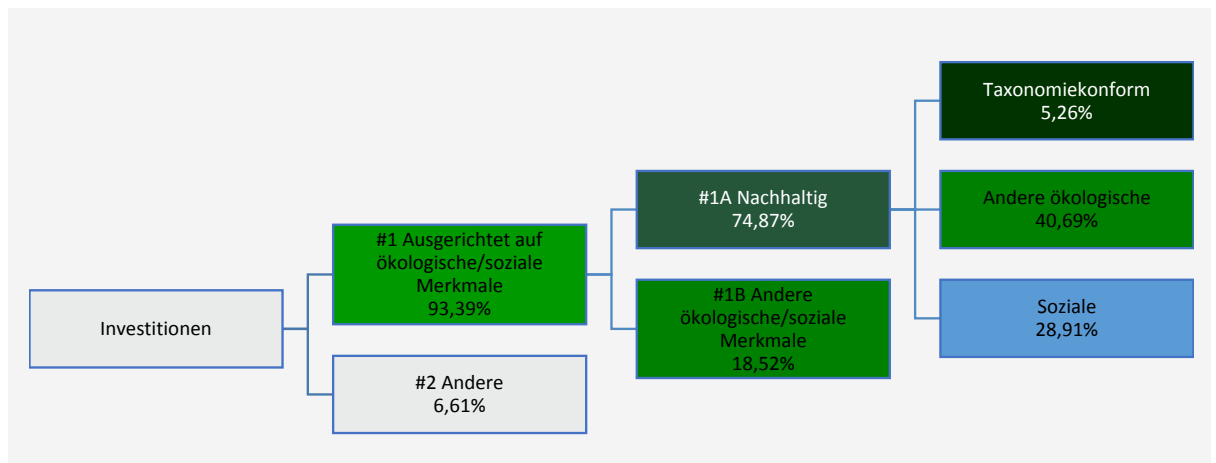 Investitionen
#1 Ausgerichtet auf
ökologische/soziale
Merkmale
93,39%
#2 Andere
6,61%
#1A Nachhaltig
74,87%
#1B Andere
ökologische/soziale
Merkmale
18,52%
Taxonomiekonform
5,26%
Andere ökologische
40,69%
Soziale
28,91%